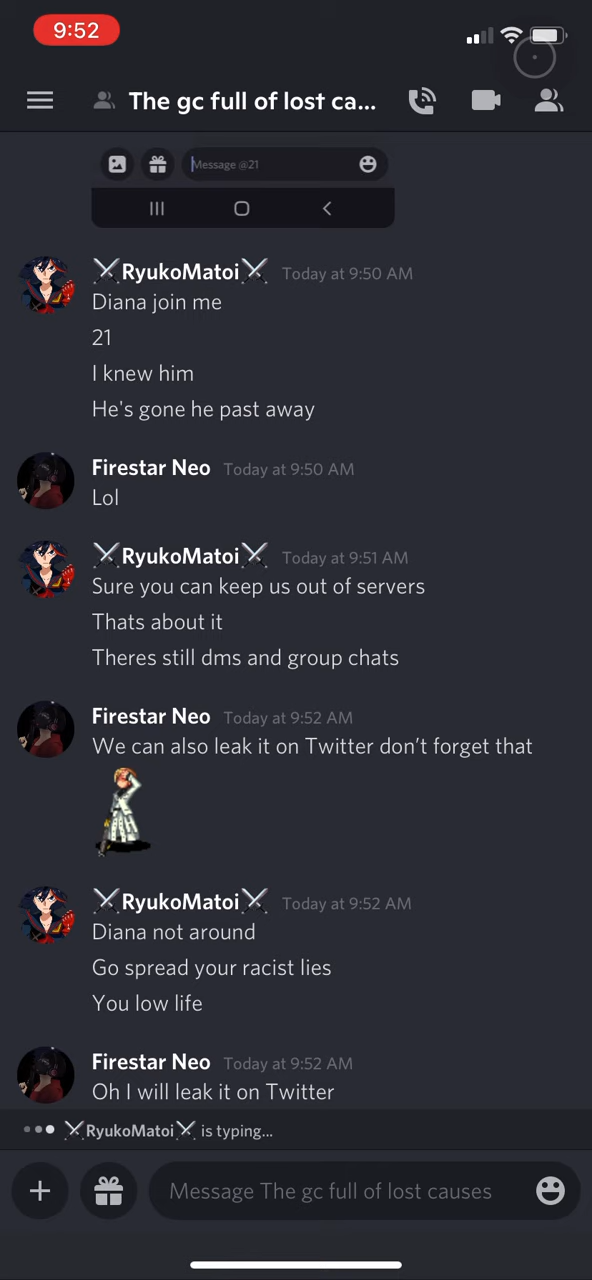 9:52
The gc full of lost ca...
Message @21
⚔RyukoMatoi⚔ Today at 9:50 AM
Diana join me
21
I knew him
He's gone he past away
Firestar Neo Today at 9:50 AM
Lol
⚔RyukoMatoi⚔ Today at 9:51 AM
Sure you can keep us out of servers
Thats about it
Theres still dms and group chats
Firestar Neo Today at 9:52 AM
We can also leak it on Twitter don’t forget that
⚔RyukoMatoi⚔ Today at 9:52 AM
Diana not around
Go spread your racist lies
You low life
Firestar Neo Today at 9:52 AM
Oh I will leak it on Twitter
⚔RyukoMatoi⚔ is typing...
Message The gc full of lost causes